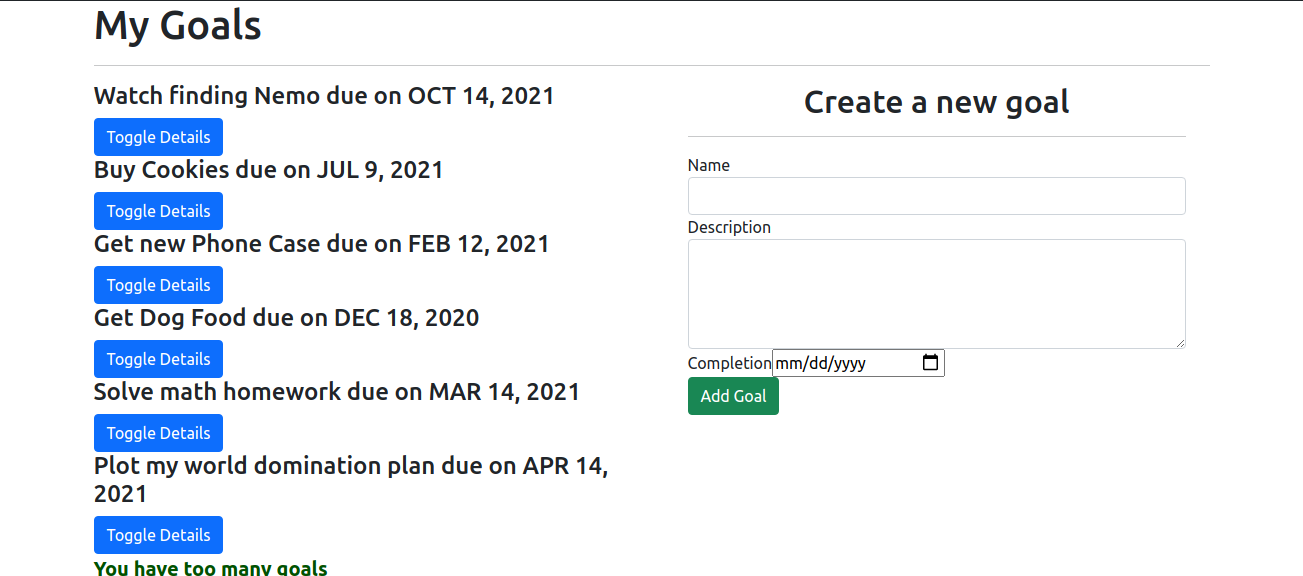 My Goals
Watch finding Nemo due on OCT 14, 2021
Toggle Details
Buy Cookies due on JUL 9, 2021
Toggle Details
Get new Phone Case due on FEB 12, 2021
Toggle Details
Get Dog Food due on DEC 18, 2020
Toggle Details
Solve math homework due on MAR 14, 2021
Toggle Details
Plot my world domination plan due on APR 14,
2021
Toggle Details
You have too many goals
Create a new goal
Name
Description
Completion mm/dd/yyyy
Add Goal